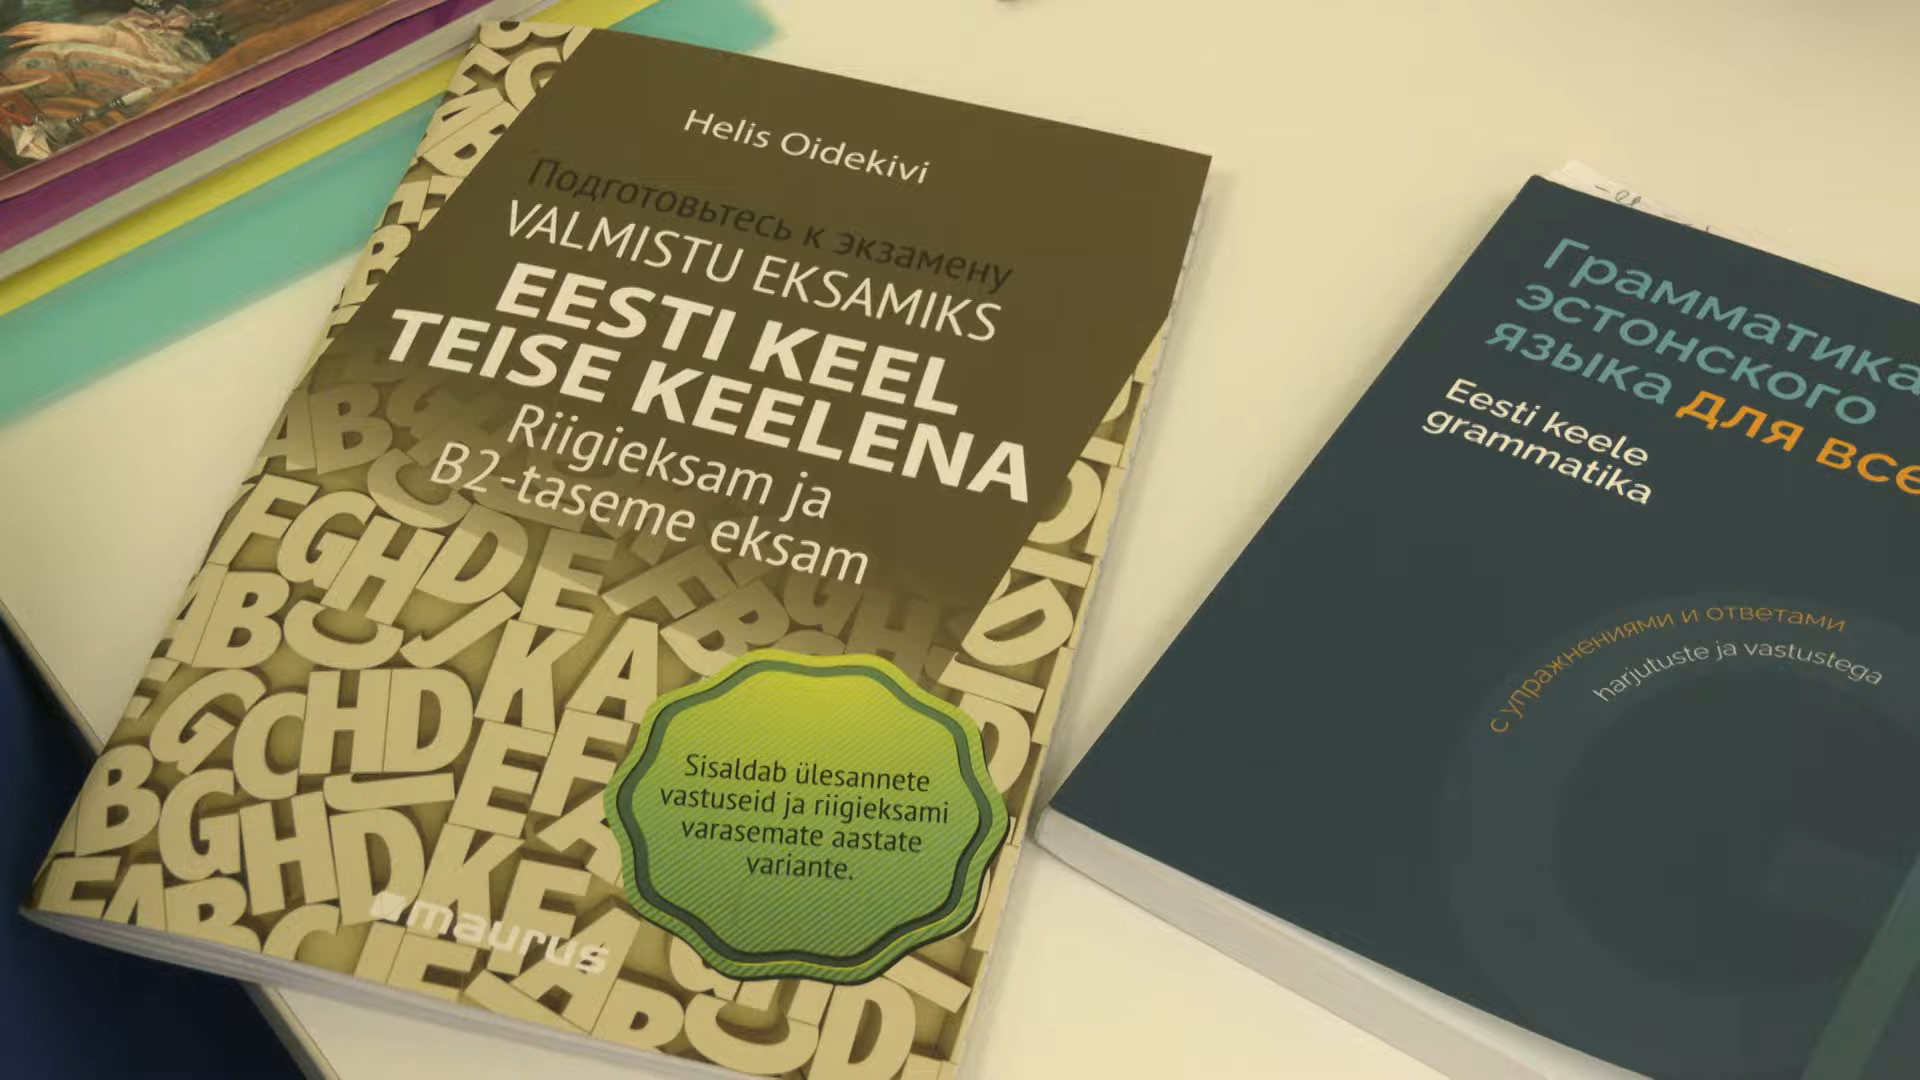 Helis Oidekivi
Подготовьтесь к экзамену
VALMISTU EKSAMIKS
EESTI KEEL
TEISE KEELENA
Riigieksam ja
B2-taseme eksam
Sisaldab ülesannete
vastuseid ja riigieksami
varasemate aastate
variante.
maurus
Грамматика
эстонского
языка для все
Eesti keele
grammatika
с упражнениями и ответами
harjutuste ja vastustega